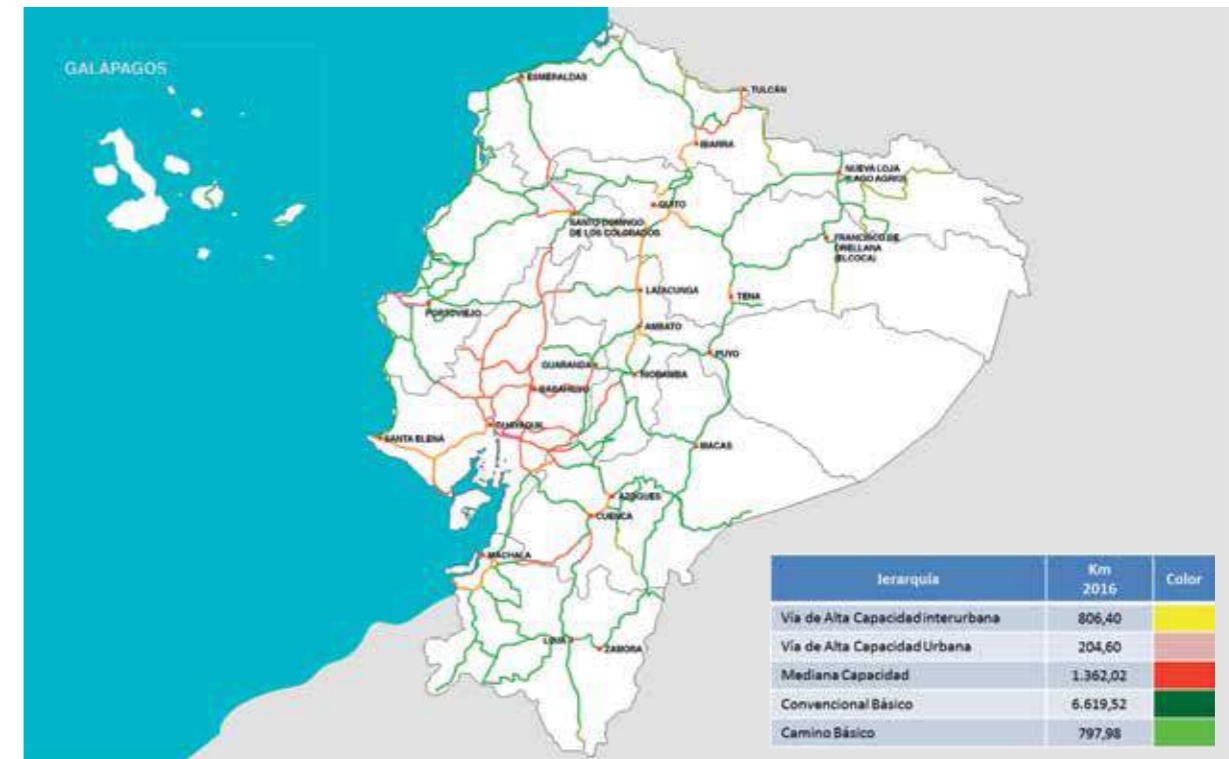 GALÁPAGOS
ESMERALDAS
TULCÁN
IBARRA
NUEVA LOJA
(LAGO AGRIO)
QUITO
SANTO DOMINGO
DE LOS COLORADOS
FRANCISCO DE
ORELLANA
(EL COCA)
LATACUNGA
TENA
PORTOVIEJO
AMBATO
PUYO
GUARANDA
RIOBAMBA
BABAHOYO
GUAYAQUIL
SANTA ELENA
MACAS
AZOGUES
CUENCA
MACHALA
LOJA
ZAMORA
Jerarquía Km 2016 Color
Vía de Alta Capacidad interurbana 806,40
Vía de Alta Capacidad Urbana 204,60
Mediana Capacidad 1.362,02
Convencional Básico 6.619,52
Camino Básico 797,98